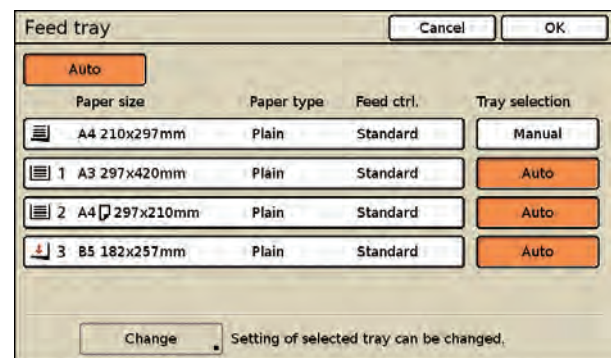 Feed tray Cancel OK
Auto
Paper size Paper type Feed ctrl. Tray selection
A4 210x297mm Plain Standard Manual
1 A3 297x420mm Plain Standard Auto
2 A4 297x210mm Plain Standard Auto
3 B5 182x257mm Plain Standard Auto
Change Setting of selected tray can be changed.